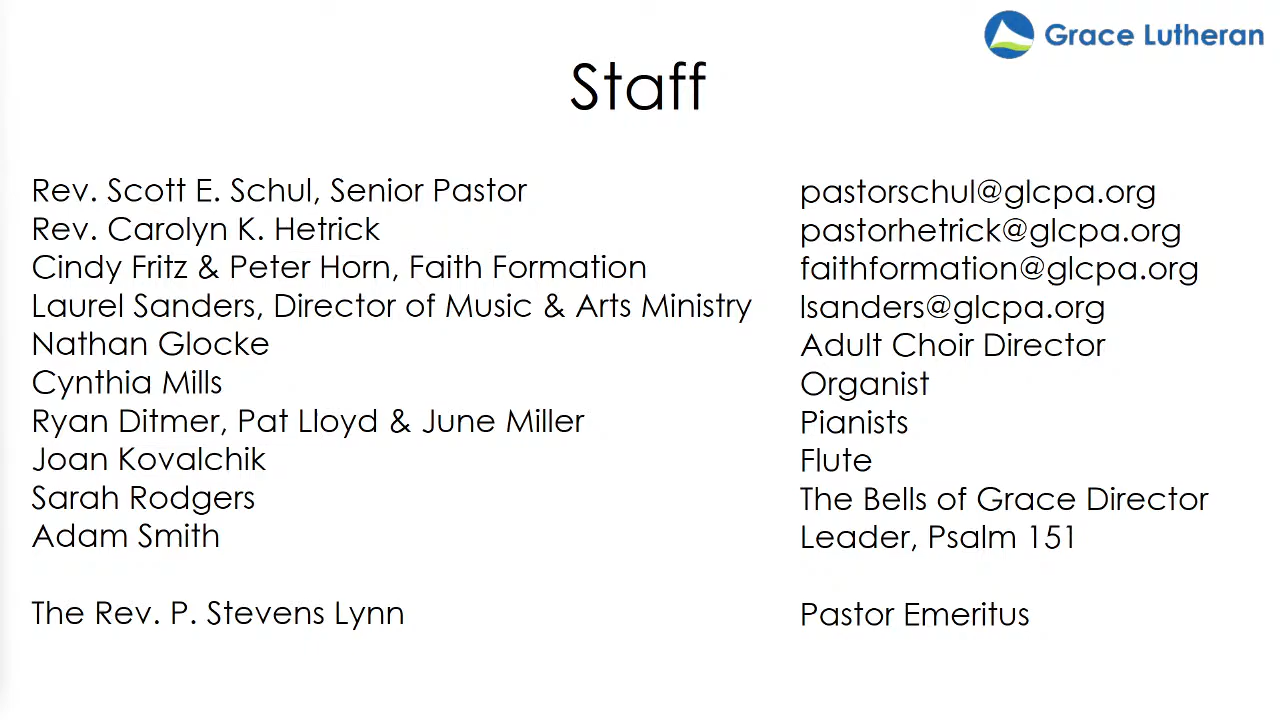 Grace Lutheran
Staff
Rev. Scott E. Schul, Senior Pastor pastorschul@glcpa.org
Rev. Carolyn K. Hetrick pastorhetrick@glcpa.org
Cindy Fritz & Peter Horn, Faith Formation faithformation@glcpa.org
Laurel Sanders, Director of Music & Arts Ministry lsanders@glcpa.org
Nathan Glocke Adult Choir Director
Cynthia Mills Organist
Ryan Ditmer, Pat Lloyd & June Miller Pianists
Joan Kovalchik Flute
Sarah Rodgers The Bells of Grace Director
Adam Smith Leader, Psalm 151
The Rev. P. Stevens Lynn Pastor Emeritus